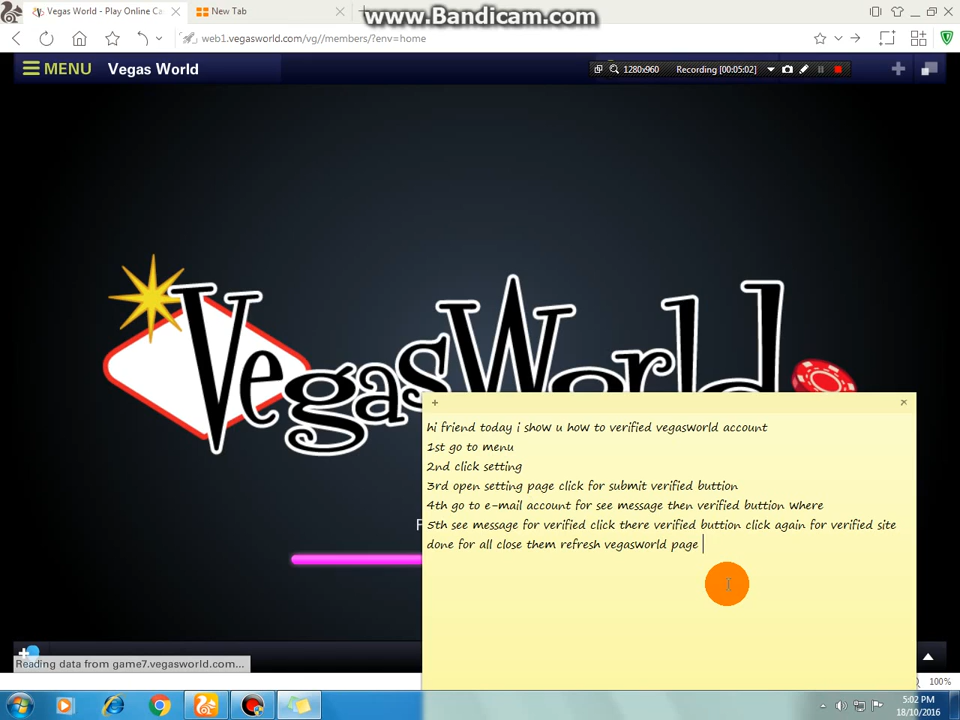 www.Bandicam.com
Vegas World - Play Online Ca
New Tab
web1.vegasworld.com/vg//members/?env=home
MENU Vegas World
1280x960 Recording [00:05:02]
VegasWorld
hi friend today i show u how to verified vegasworld account
1st go to menu
2nd click setting
3rd open setting page click for submit verified buttion
4th go to e-mail account for see message then verified buttion where
5th see message for verified click there verified buttion click again for verified site
done for all close them refresh vegasworld page
Reading data from game7.vegasworld.com...
100%
5:02 PM
18/10/2016